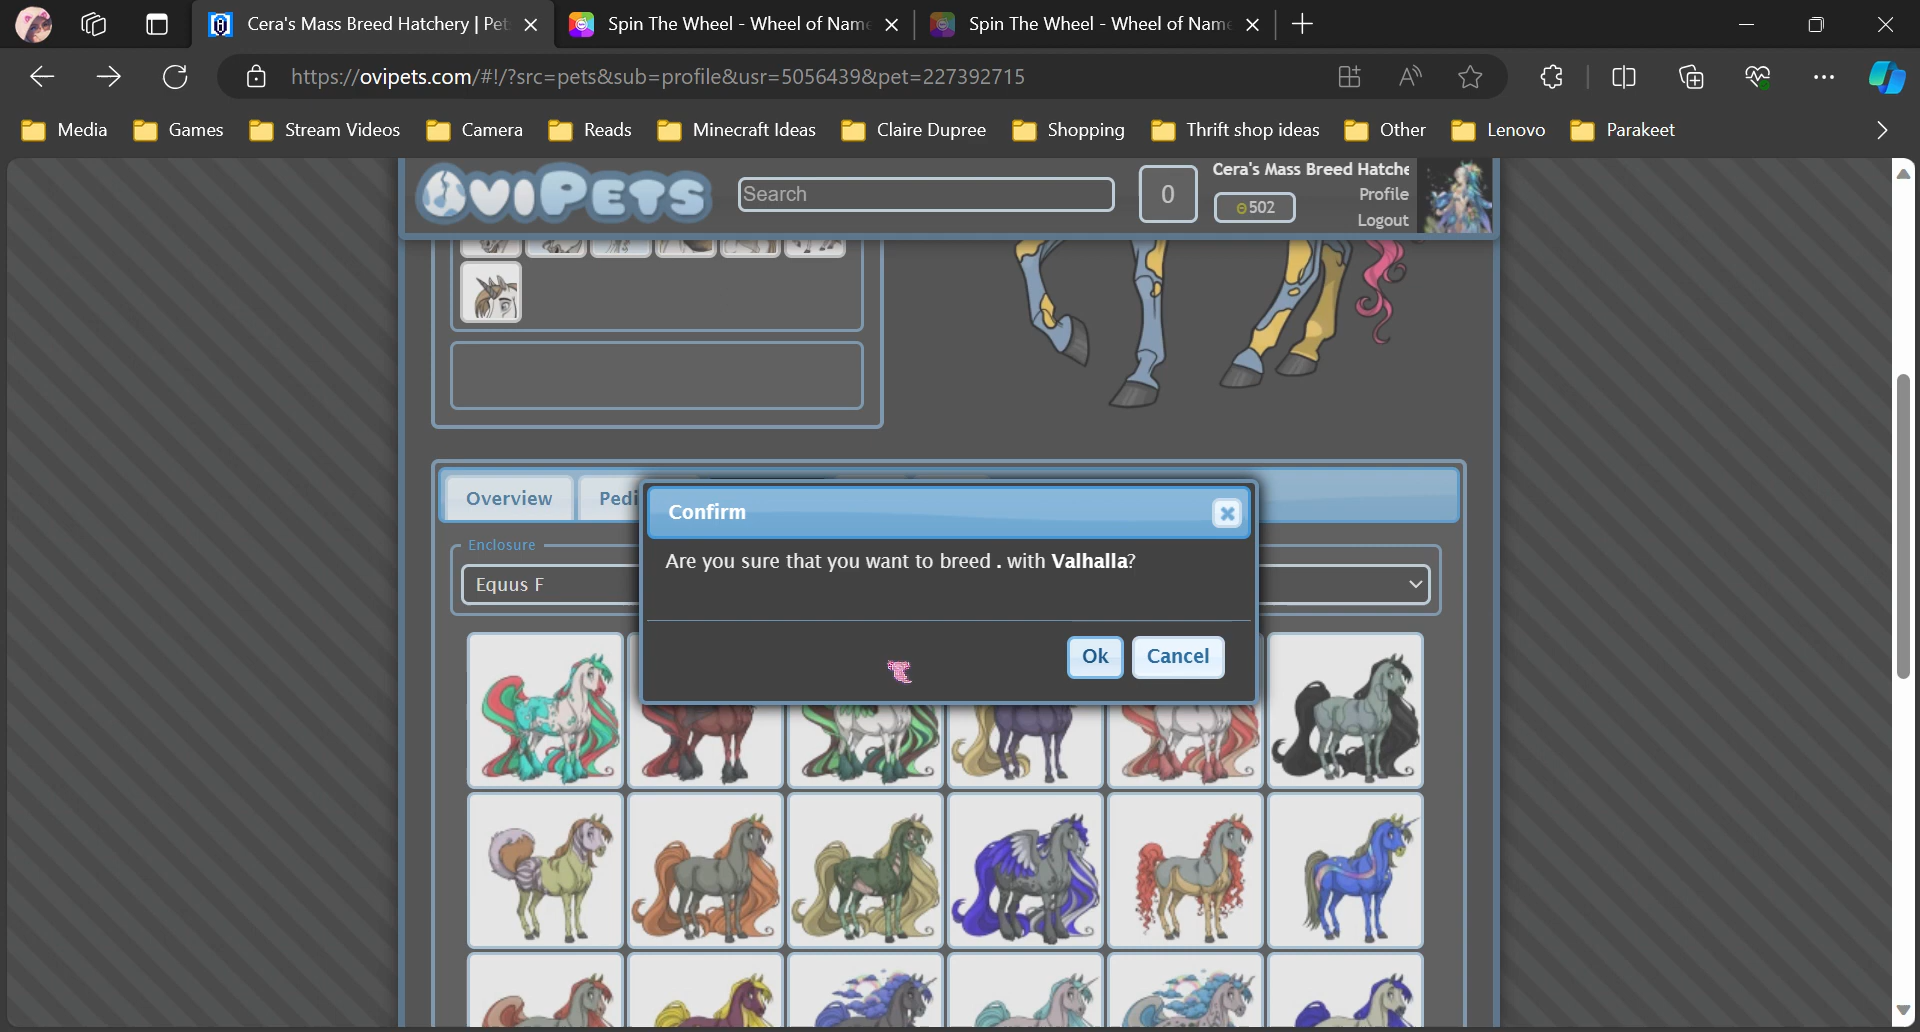 Cera's Mass Breed Hatchery | Pet
Spin The Wheel - Wheel of Name
Spin The Wheel - Wheel of Name
https://ovipets.com/#!/?src=pets&sub=profile&usr=5056439&pet=227392715
Media
Games
Stream Videos
Camera
Reads
Minecraft Ideas
Claire Dupree
Shopping
Thrift shop ideas
Other
Lenovo
Parakeet
OviPets
Search
0
Cera's Mass Breed Hatche
502
Profile
Logout
Overview
Pedi
Confirm
Are you sure that you want to breed . with Valhalla?
Enclosure
Equus F
Ok
Cancel